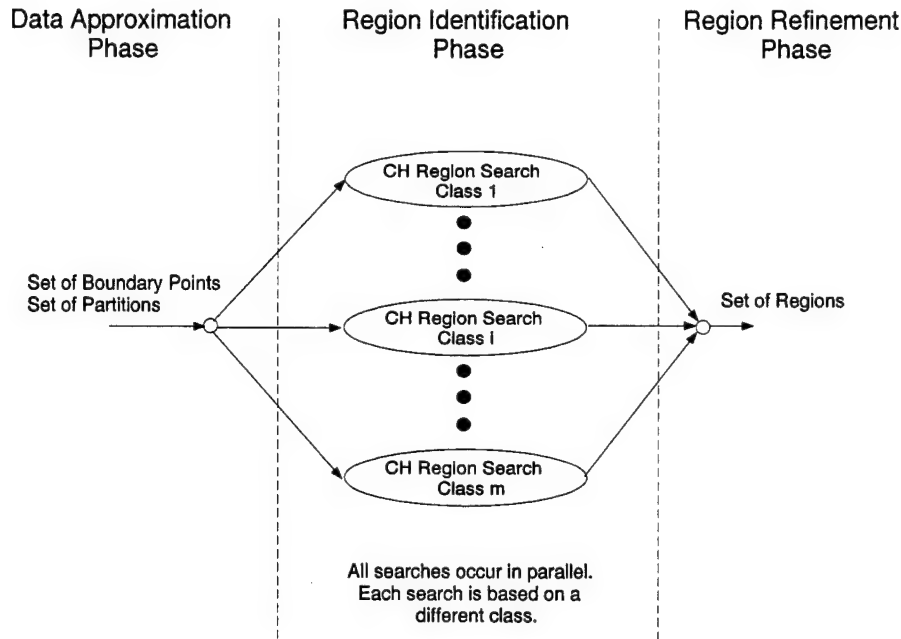 Data Approximation
Phase
Region Identification
Phase
Region Refinement
Phase
CH Region Search
Class 1
Set of Boundary Points
Set of Partitions
CH Region Search
Class i
Set of Regions
CH Region Search
Class m
All searches occur in parallel.
Each search is based on a
different class.